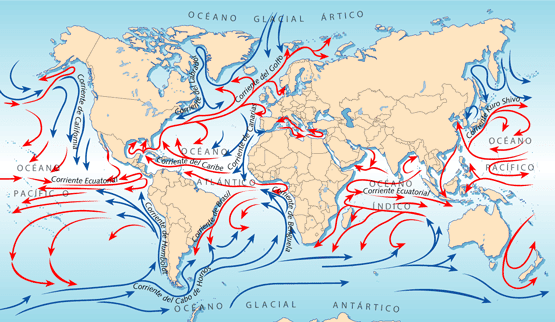 OCÉANO GLACIAL ÁRTICO
Corriente del Golfo
Corriente del Labrador
Corriente de California
Corriente de Canarias
Corriente Kuro Shivo
OCÉANO
PACÍFICO
OCÉANO
ATLÁNTICO
OCÉANO
PACÍFICO
Corriente del Caribe
Corriente Ecuatorial
OCÉANO
Corriente Ecuatorial
ÍNDICO
Corriente de Humboldt
Corriente de Brasil
Corriente de Benguela
Corriente del Cabo de Hornos
OCÉANO GLACIAL ANTÁRTICO